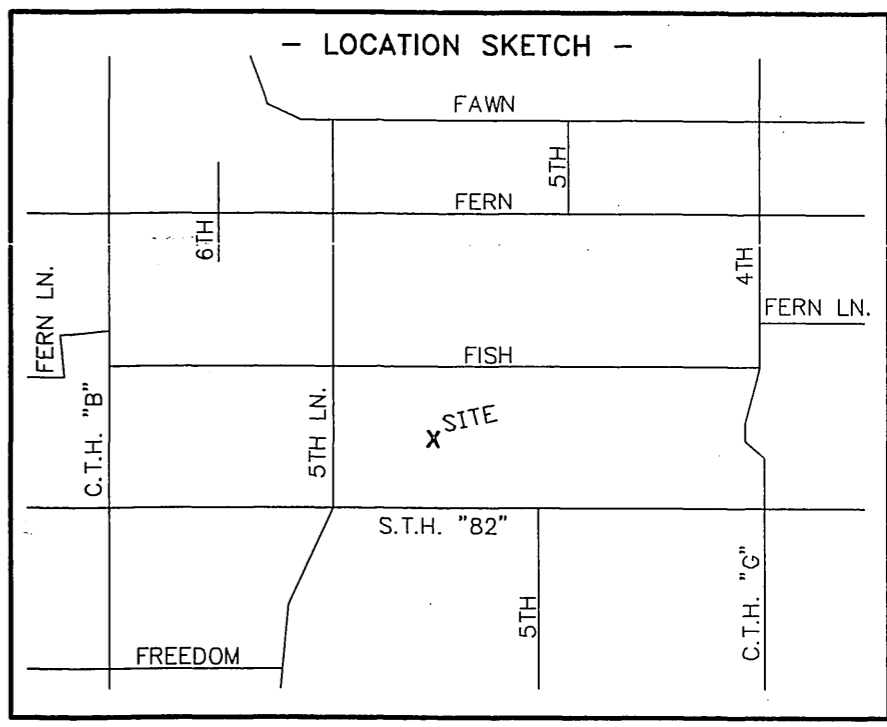 - LOCATION SKETCH -
FAWN
5TH
FERN
6TH
4TH
FERN LN.
FERN LN.
FISH
C.T.H. "B"
5TH LN.
X SITE
S.T.H. "82"
5TH
C.T.H. "G"
FREEDOM